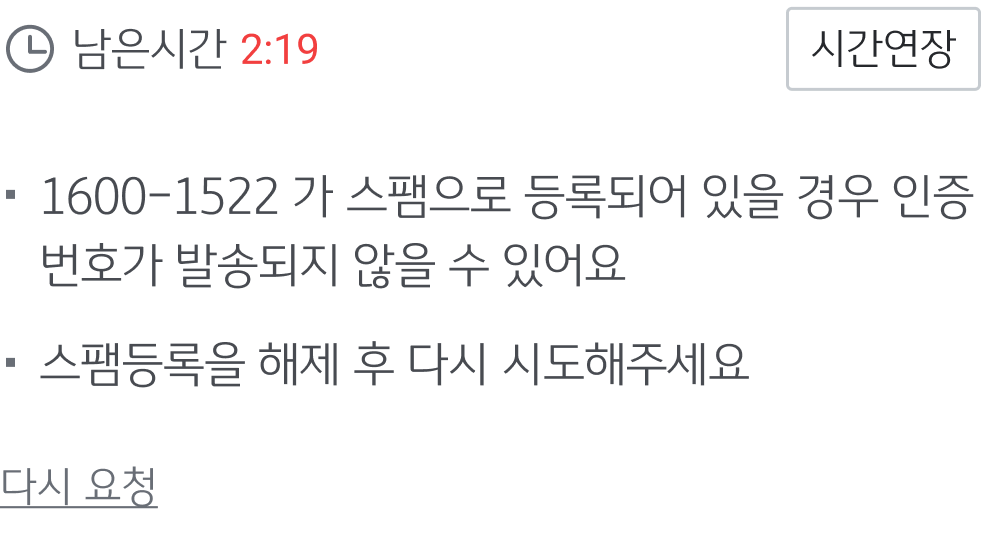 남은시간 2:19
시간연장
1600-1522 가 스팸으로 등록되어 있을 경우 인증
번호가 발송되지 않을 수 있어요
스팸등록을 해제 후 다시 시도해주세요
다시 요청